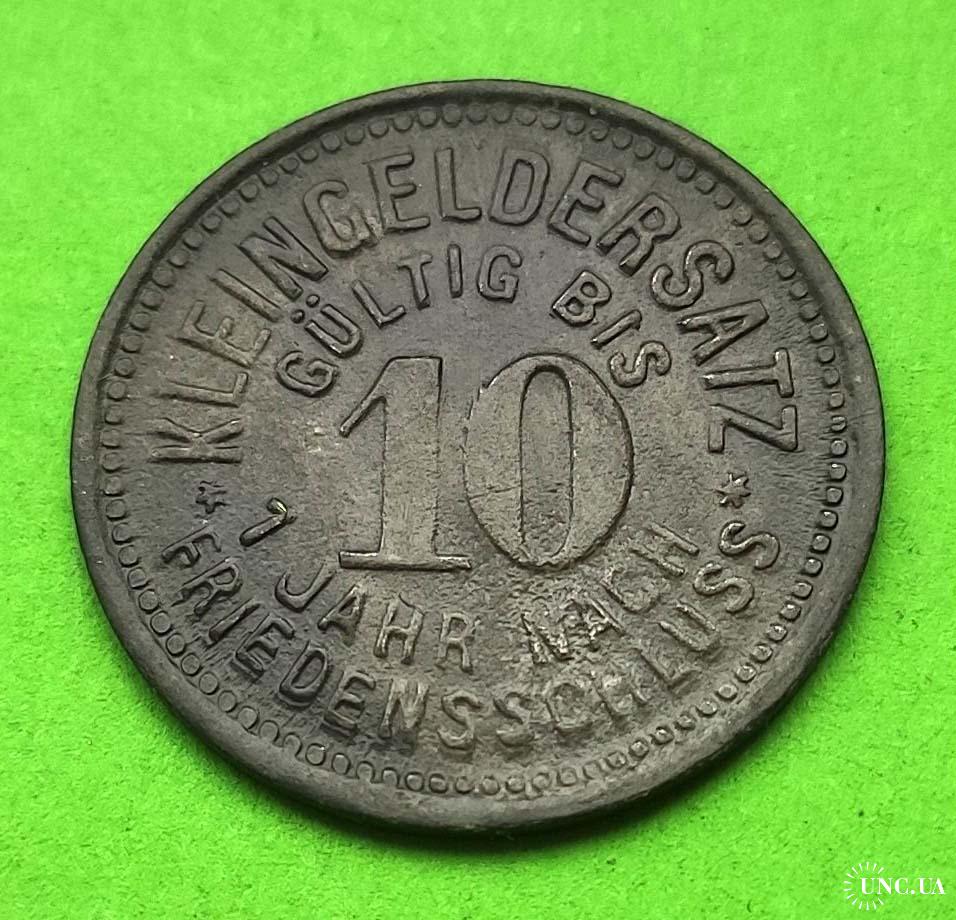 KLEINGELDERSATZ
GÜLTIG BIS
10
1 JAHR NACH
* FRIEDENSSCHLUSS *
UNC.UA